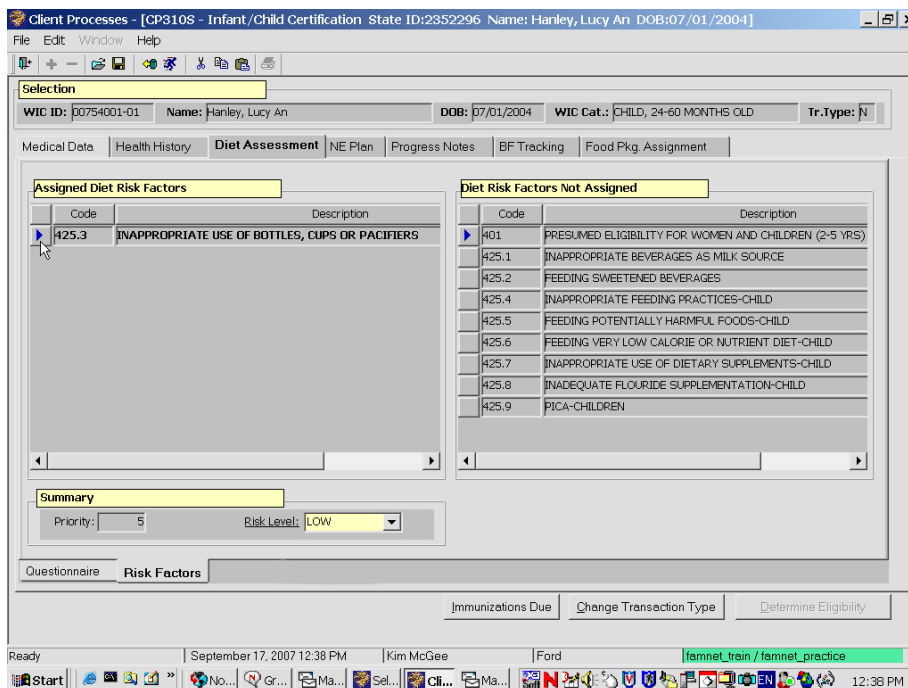 Client Processes - [CP310S - Infant/Child Certification State ID:2352296 Name: Hanley, Lucy An DOB:07/01/2004]
File Edit Window Help
Selection
WIC ID: 00754001-01 Name: Hanley, Lucy An DOB: 07/01/2004 WIC Cat.: CHILD, 24-60 MONTHS OLD Tr.Type: N
Medical Data Health History Diet Assessment NE Plan Progress Notes BF Tracking Food Pkg. Assignment
Assigned Diet Risk Factors
Code Description
425.3 INAPPROPRIATE USE OF BOTTLES, CUPS OR PACIFIERS
Diet Risk Factors Not Assigned
Code Description
401 PRESUMED ELIGIBILITY FOR WOMEN AND CHILDREN (2-5 YRS)
425.1 INAPPROPRIATE BEVERAGES AS MILK SOURCE
425.2 FEEDING SWEETENED BEVERAGES
425.4 INAPPROPRIATE FEEDING PRACTICES-CHILD
425.5 FEEDING POTENTIALLY HARMFUL FOODS-CHILD
425.6 FEEDING VERY LOW CALORIE OR NUTRIENT DIET-CHILD
425.7 INAPPROPRIATE USE OF DIETARY SUPPLEMENTS-CHILD
425.8 INADEQUATE FLOURIDE SUPPLEMENTATION-CHILD
425.9 PICA-CHILDREN
Summary
Priority: 5 Risk Level: LOW
Questionnaire Risk Factors
Immunizations Due Change Transaction Type Determine Eligibility
Ready September 17, 2007 12:38 PM Kim McGee Ford famnet_train / famnet_practice
Start No... Gr... Ma... Sel... Cli... Ma... EN 12:38 PM